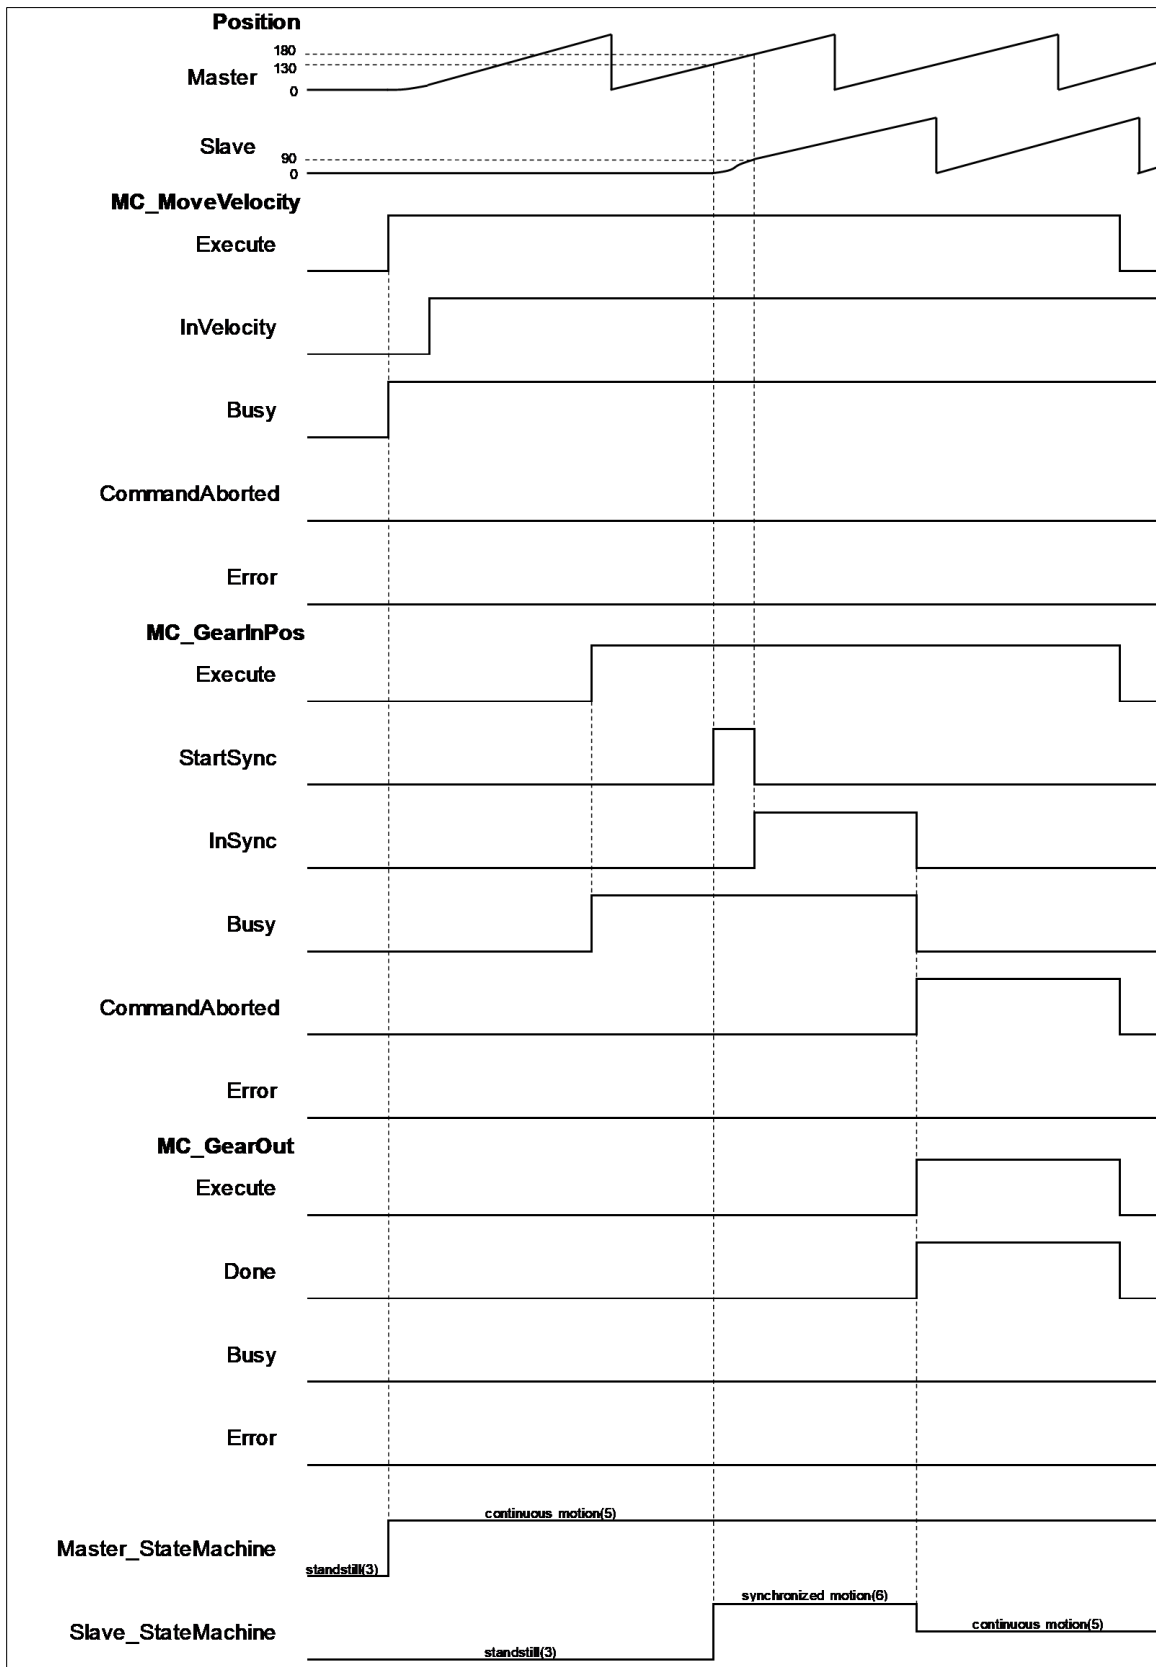 Position
180
130
Master
0
Slave
90
0
MC_MoveVelocity
Execute
InVelocity
Busy
CommandAborted
Error
MC_GearInPos
Execute
StartSync
InSync
Busy
CommandAborted
Error
MC_GearOut
Execute
Done
Busy
Error
continuous motion(5)
Master_StateMachine
standstill(3)
synchronized motion(6)
continuous motion(5)
Slave_StateMachine
standstill(3)